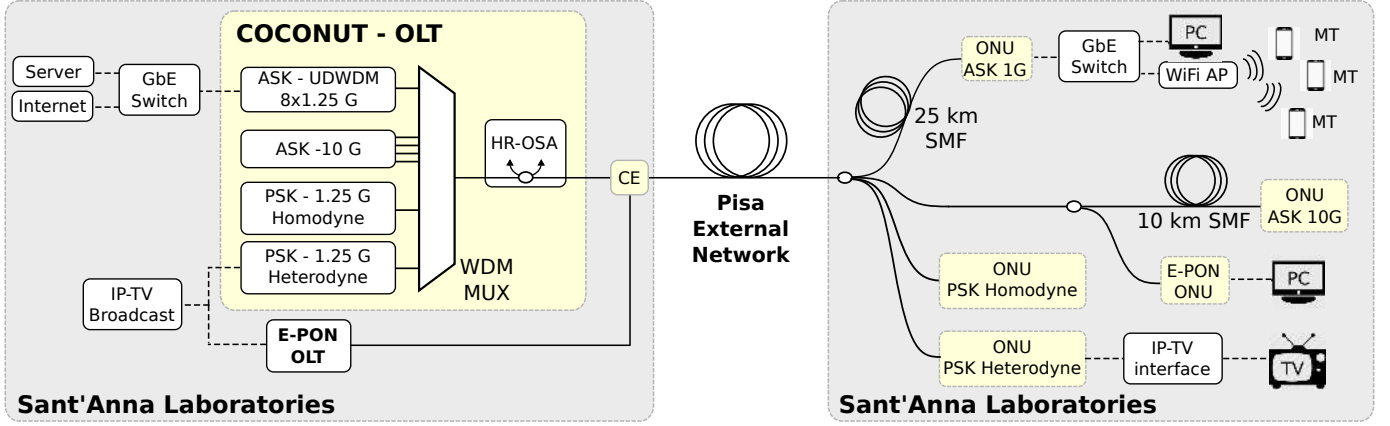 COCONUT - OLT
Server
Internet
GbE
Switch
ASK - UDWDM
8x1.25 G
ASK -10 G
PSK - 1.25 G
Homodyne
PSK - 1.25 G
Heterodyne
WDM
MUX
HR-OSA
CE
IP-TV
Broadcast
E-PON
OLT
Sant'Anna Laboratories
Pisa
External
Network
25 km
SMF
ONU
ASK 1G
GbE
Switch
PC
WiFi AP
MT
MT
MT
10 km SMF
ONU
ASK 10G
E-PON
ONU
PC
ONU
PSK Homodyne
ONU
PSK Heterodyne
IP-TV
interface
TV
Sant'Anna Laboratories